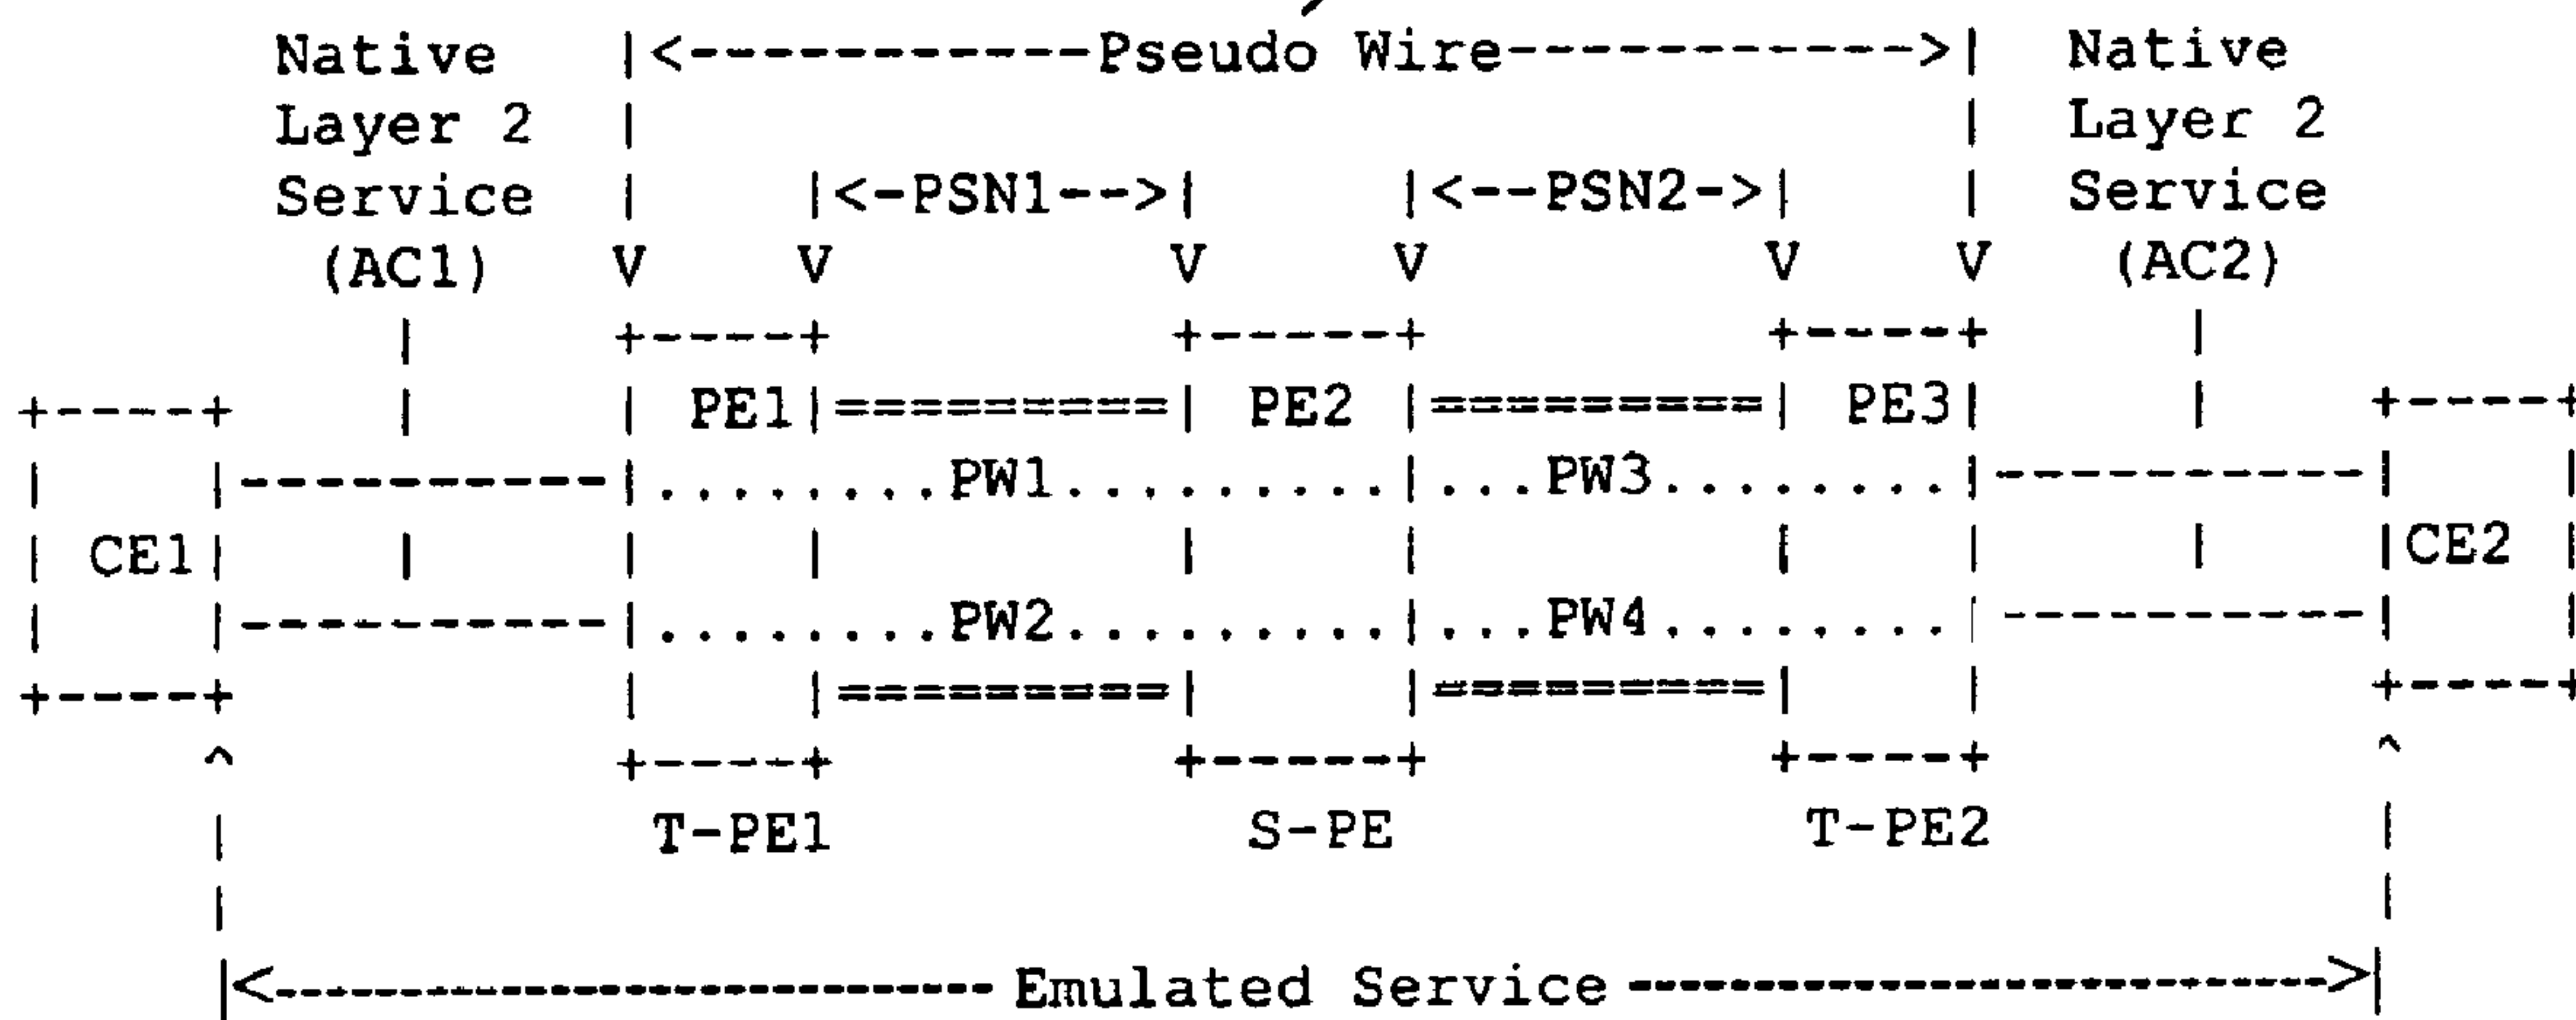 Native |<-----------Pseudo Wire----------->| Native
Layer 2 | | Layer 2
Service | |<-PSN1-->| |<--PSN2->| | Service
(AC1) V V V V V V (AC2)
| +-----+ +------+ +-----+ |
+-----+ | | PE1|=========| PE2 |=========| PE3| | +-----+
| |----------|........PW1.........|...PW3........|----------| |
| CE1| | | | | | | | | |CE2 |
| |----------|........PW2.........|...PW4........|----------| |
+-----+ | |=========| |=========| | +-----+
^ +-----+ +------+ +-----+ ^
| T-PE1 S-PE T-PE2 |
| |
|<---------------------------- Emulated Service ---------------------------->|